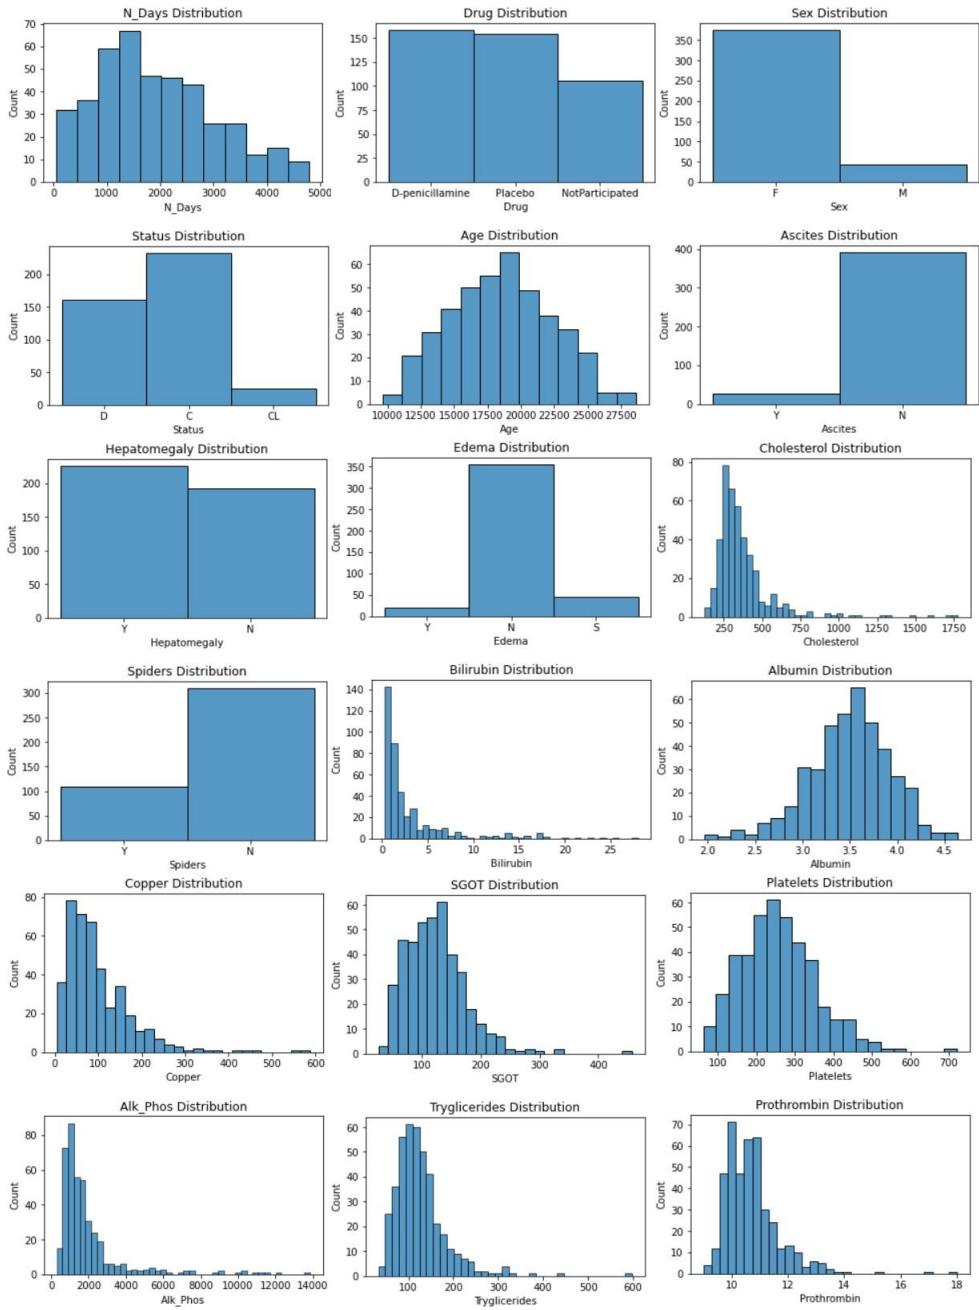 N_Days Distribution
70
60
50
40
30
20
10
0
Count
0 1000 2000 3000 4000 5000
N_Days
Drug Distribution
150
125
100
75
50
25
0
Count
D-penicillamine Placebo NotParticipated
Drug
Sex Distribution
350
300
250
200
150
100
50
0
Count
F M
Sex
Status Distribution
200
150
100
50
0
Count
D C CL
Status
Age Distribution
60
50
40
30
20
10
0
Count
10000 12500 15000 17500 20000 22500 25000 27500
Age
Ascites Distribution
400
300
200
100
0
Count
Y N
Ascites
Hepatomegaly Distribution
200
150
100
50
0
Count
Y N
Hepatomegaly
Edema Distribution
350
300
250
200
150
100
50
0
Count
Y N S
Edema
Cholesterol Distribution
80
60
40
20
0
Count
250 500 750 1000 1250 1500 1750
Cholesterol
Spiders Distribution
300
250
200
150
100
50
0
Count
Y N
Spiders
Bilirubin Distribution
140
120
100
80
60
40
20
0
Count
0 5 10 15 20 25
Bilirubin
Albumin Distribution
60
50
40
30
20
10
0
Count
2.0 2.5 3.0 3.5 4.0 4.5
Albumin
Copper Distribution
80
60
40
20
0
Count
0 100 200 300 400 500 600
Copper
SGOT Distribution
60
50
40
30
20
10
0
Count
100 200 300 400
SGOT
Platelets Distribution
60
50
40
30
20
10
0
Count
100 200 300 400 500 600 700
Platelets
Alk_Phos Distribution
80
60
40
20
0
Count
0 2000 4000 6000 8000 10000 12000 14000
Alk_Phos
Tryglicerides Distribution
60
50
40
30
20
10
0
Count
100 200 300 400 500 600
Tryglicerides
Prothrombin Distribution
70
60
50
40
30
20
10
0
Count
10 12 14 16 18
Prothrombin